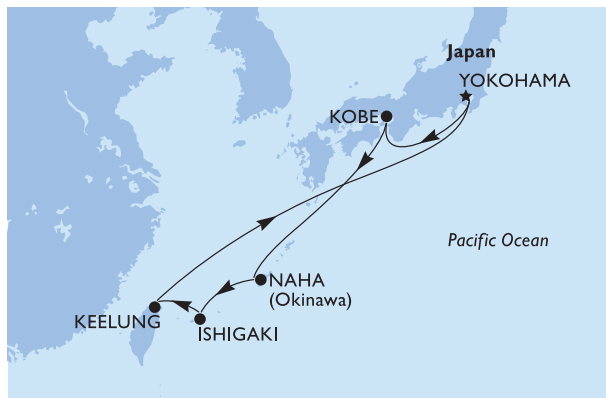 Japan
YOKOHAMA
KOBE
Pacific Ocean
NAHA
(Okinawa)
KEELUNG
ISHIGAKI